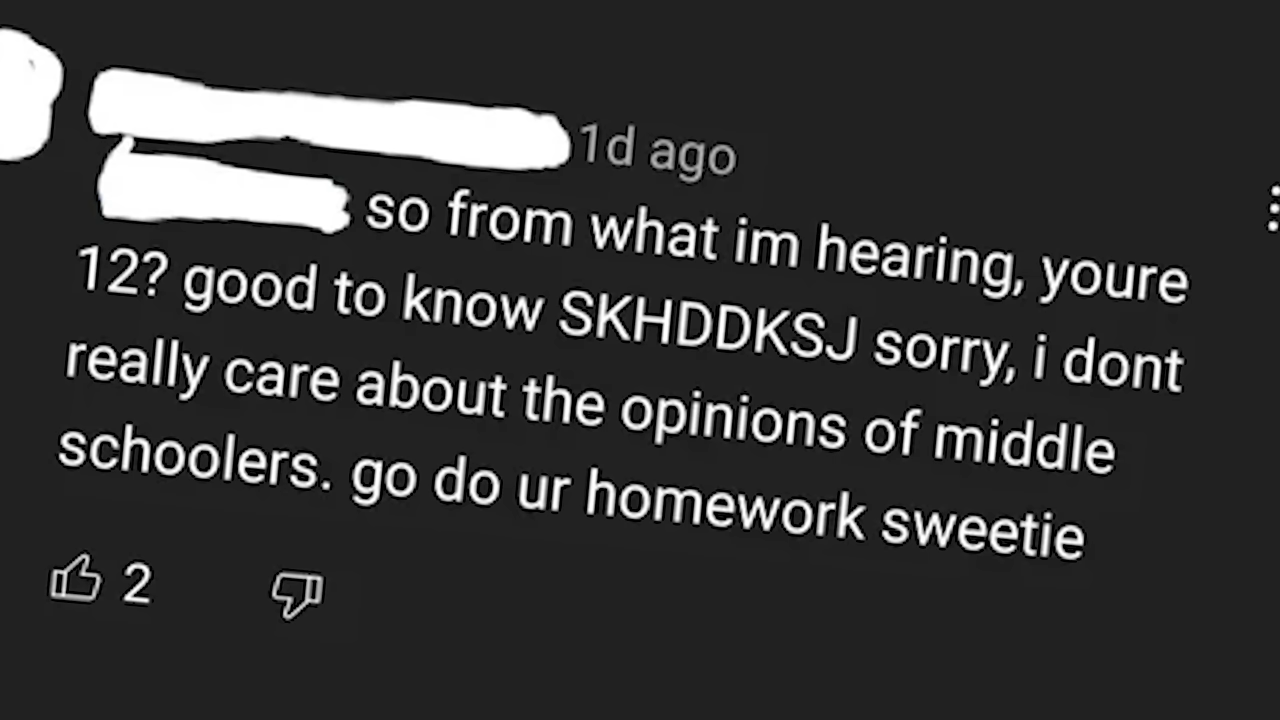 1d ago
so from what im hearing, youre
12? good to know SKHDDKSJ sorry, i dont
really care about the opinions of middle
schoolers. go do ur homework sweetie
2